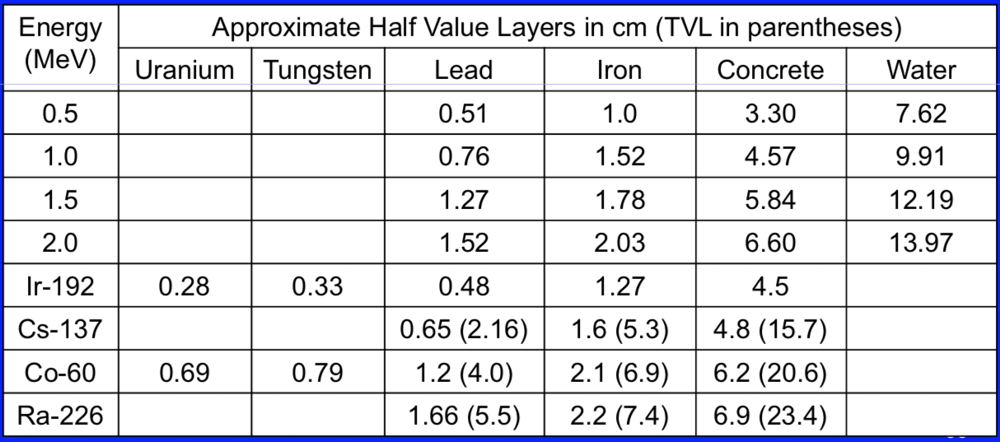 Energy (MeV) Approximate Half Value Layers in cm (TVL in parentheses)
Uranium Tungsten Lead Iron Concrete Water
0.5 0.51 1.0 3.30 7.62
1.0 0.76 1.52 4.57 9.91
1.5 1.27 1.78 5.84 12.19
2.0 1.52 2.03 6.60 13.97
Ir-192 0.28 0.33 0.48 1.27 4.5
Cs-137 0.65 (2.16) 1.6 (5.3) 4.8 (15.7)
Co-60 0.69 0.79 1.2 (4.0) 2.1 (6.9) 6.2 (20.6)
Ra-226 1.66 (5.5) 2.2 (7.4) 6.9 (23.4)